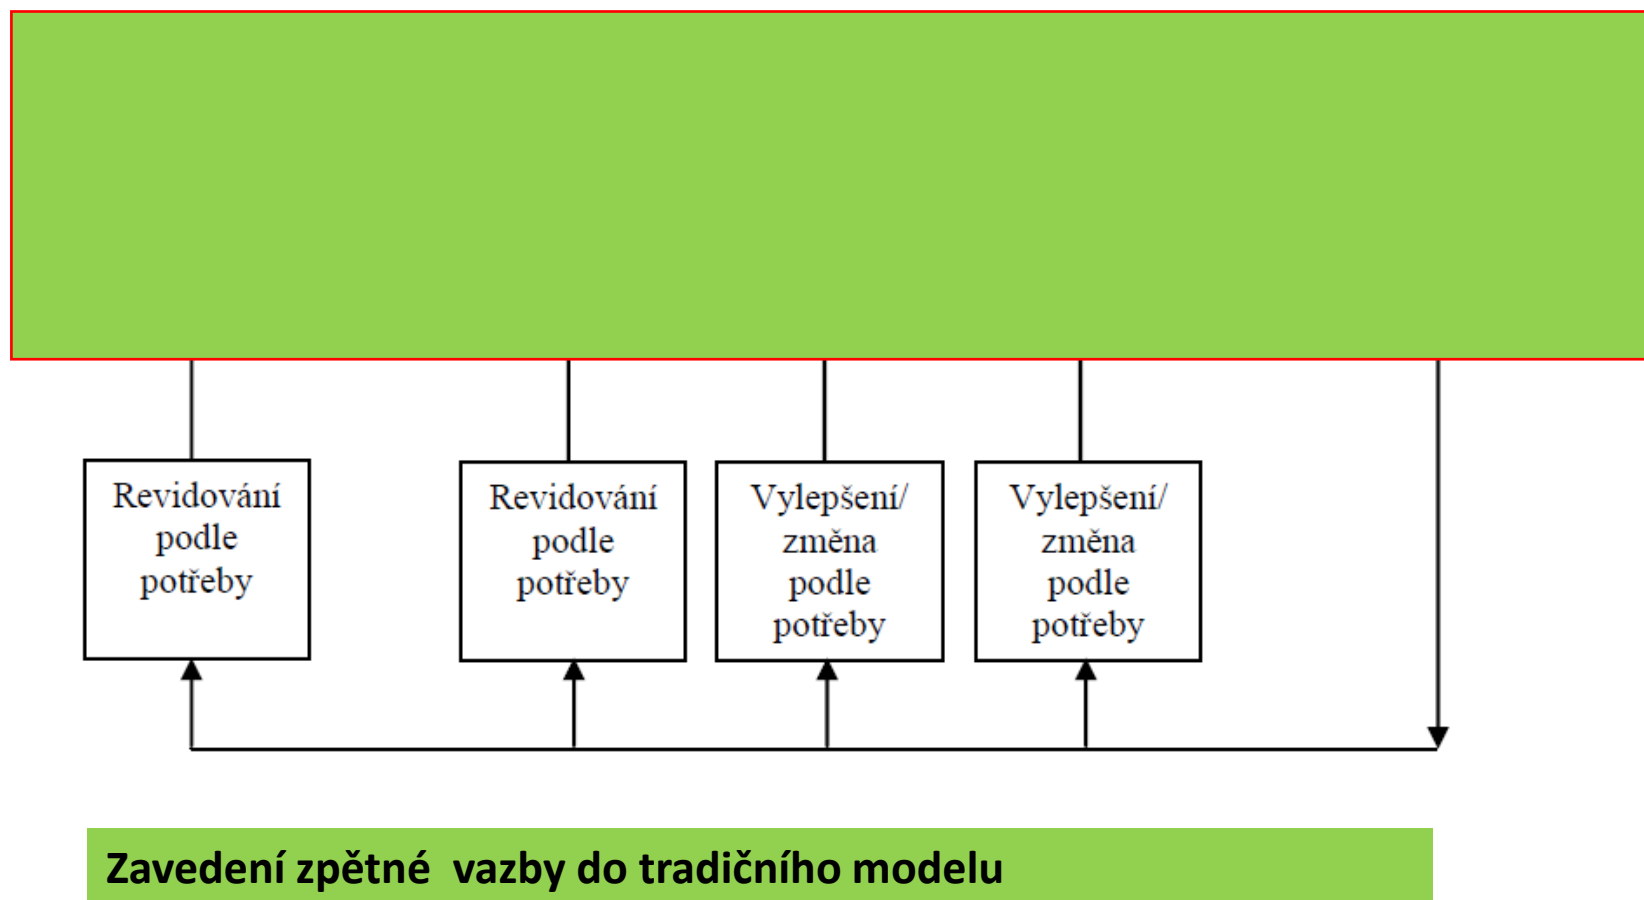 Revidování
podle
potřeby
Revidování
podle
potřeby
Vylepšení/
změna
podle
potřeby
Vylepšení/
změna
podle
potřeby
Zavedení zpětné  vazby do tradičního modelu